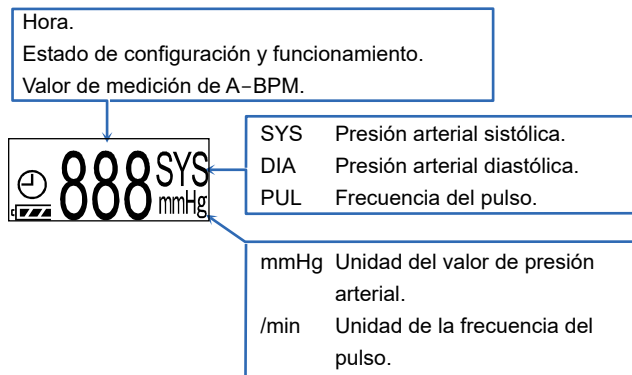 Hora.
Estado de configuración y funcionamiento.
Valor de medición de A−BPM.
888 SYS
mmHg
SYS Presión arterial sistólica.
DIA Presión arterial diastólica.
PUL Frecuencia del pulso.
mmHg Unidad del valor de presión
arterial.
/min Unidad de la frecuencia del
pulso.